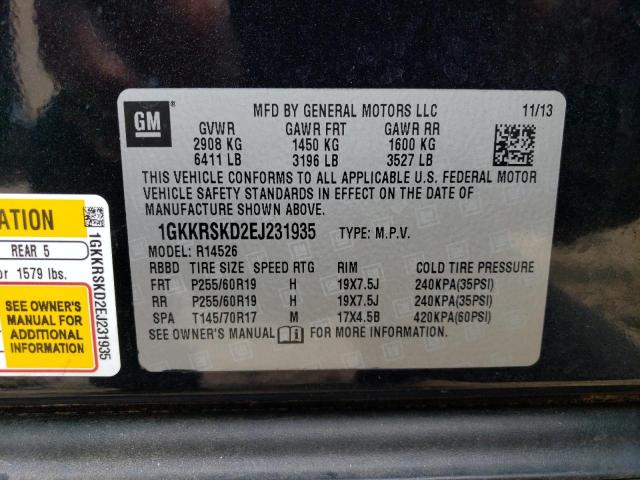 GM
MFD BY GENERAL MOTORS LLC 11/13
GVWR GAWR FRT GAWR RR
2908 KG 1450 KG 1600 KG
6411 LB 3196 LB 3527 LB
THIS VEHICLE CONFORMS TO ALL APPLICABLE U.S. FEDERAL MOTOR
VEHICLE SAFETY STANDARDS IN EFFECT ON THE DATE OF
MANUFACTURE SHOWN ABOVE.
1GKKRSKD2EJ231935 TYPE: M.P.V.
MODEL: R14526
RBBD TIRE SIZE SPEED RTG RIM COLD TIRE PRESSURE
FRT P255/60R19 H 19X7.5J 240KPA(35PSI)
RR P255/60R19 H 19X7.5J 240KPA(35PSI)
SPA T145/70R17 M 17X4.5B 420KPA(60PSI)
SEE OWNER'S MANUAL FOR MORE INFORMATION.
REAR 5
or 1579 lbs.
SEE OWNER'S
MANUAL FOR
ADDITIONAL
INFORMATION
1GKKRSKD2EJ231935